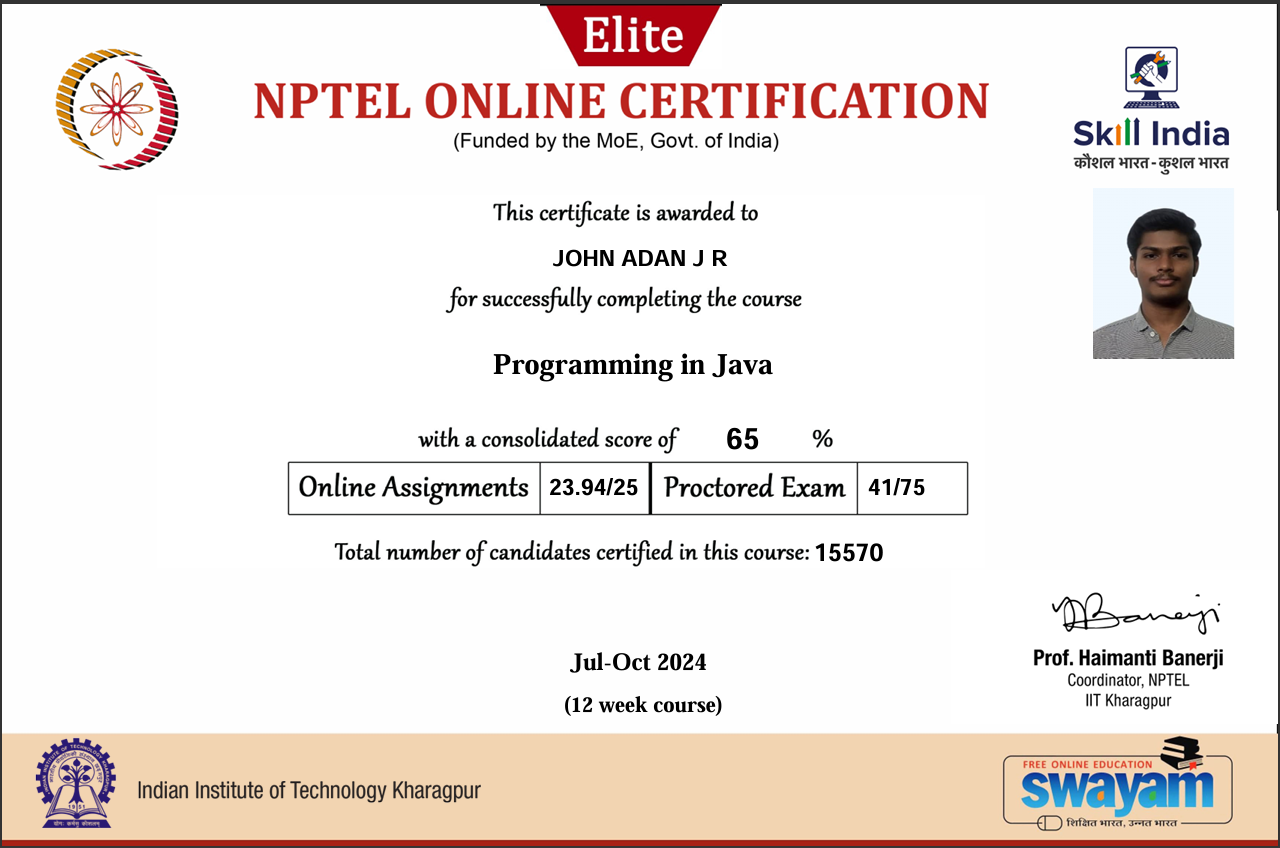 Elite
NPTEL ONLINE CERTIFICATION
(Funded by the MoE, Govt. of India)
Skill India
कौशल भारत - कुशल भारत
This certificate is awarded to
JOHN ADAN J R
for successfully completing the course
Programming in Java
with a consolidated score of 65 %
Online Assignments 23.94/25 Proctored Exam 41/75
Total number of candidates certified in this course: 15570
Jul-Oct 2024
(12 week course)
Prof. Haimanti Banerji
Coordinator, NPTEL
IIT Kharagpur
Indian Institute of Technology Kharagpur
1951
FREE ONLINE EDUCATION
swayam
शिक्षित भारत, उन्नत भारत